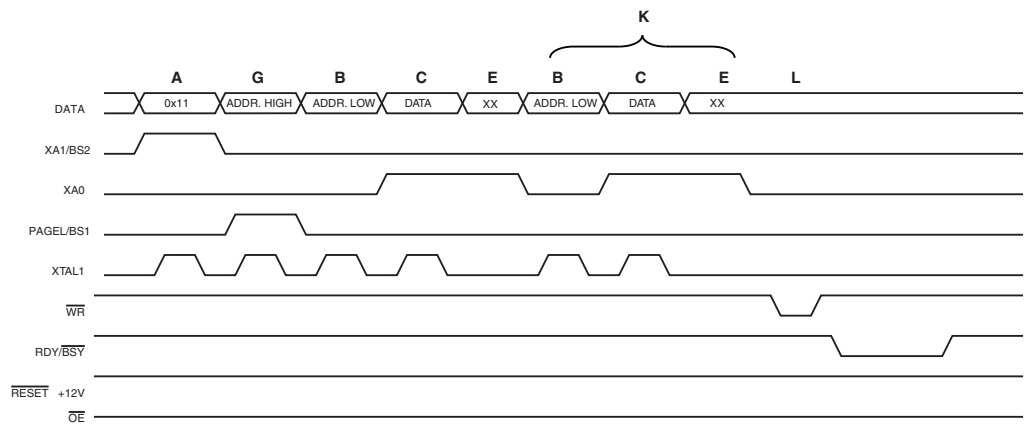 K
A G B C E B C E L
DATA 0x11 ADDR. HIGH ADDR. LOW DATA XX ADDR. LOW DATA XX
XA1/BS2
XA0
PAGEL/BS1
XTAL1
WR
RDY/BSY
RESET +12V
OE